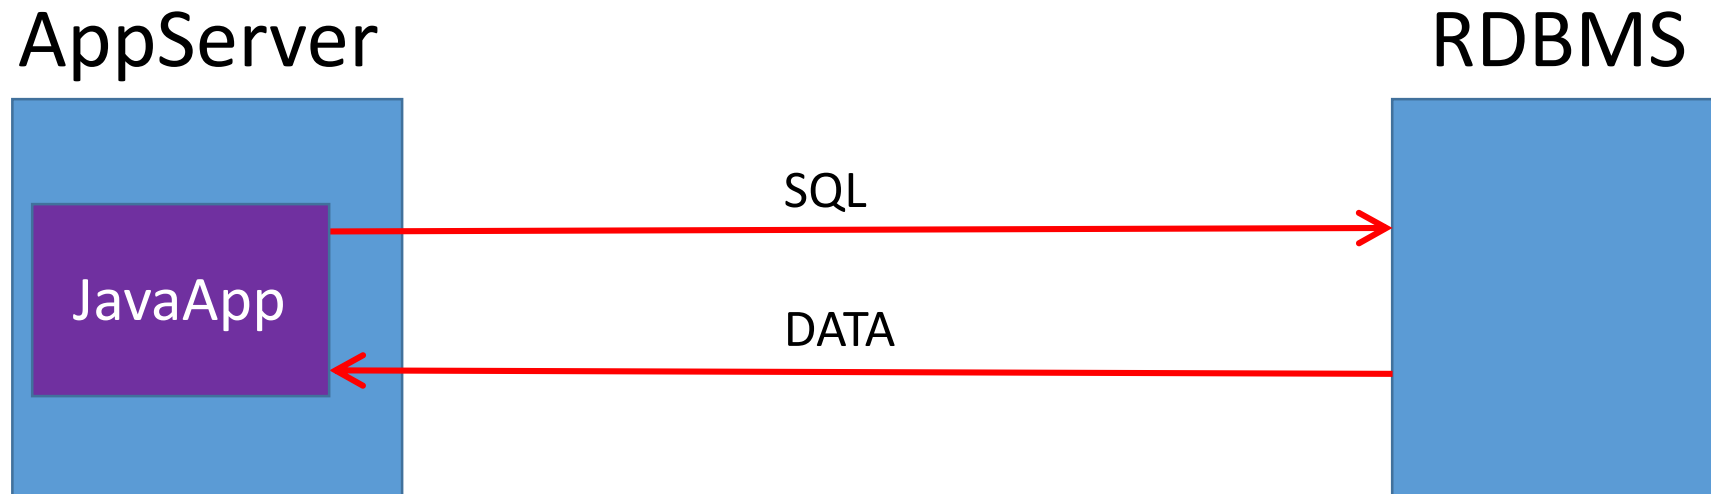 AppServer
RDBMS
SQL
JavaApp
DATA